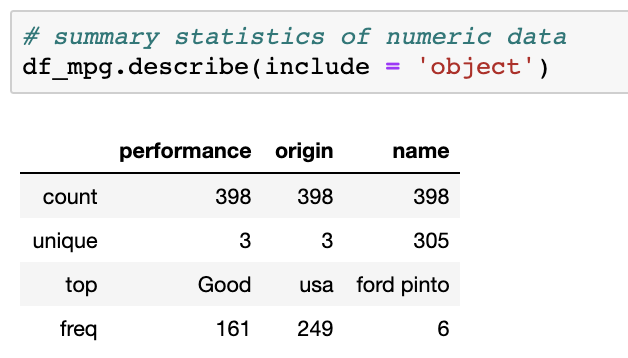 # summary statistics of numeric data
df_mpg.describe(include = 'object')
performance origin name
count 398 398 398
unique 3 3 305
top Good usa ford pinto
freq 161 249 6